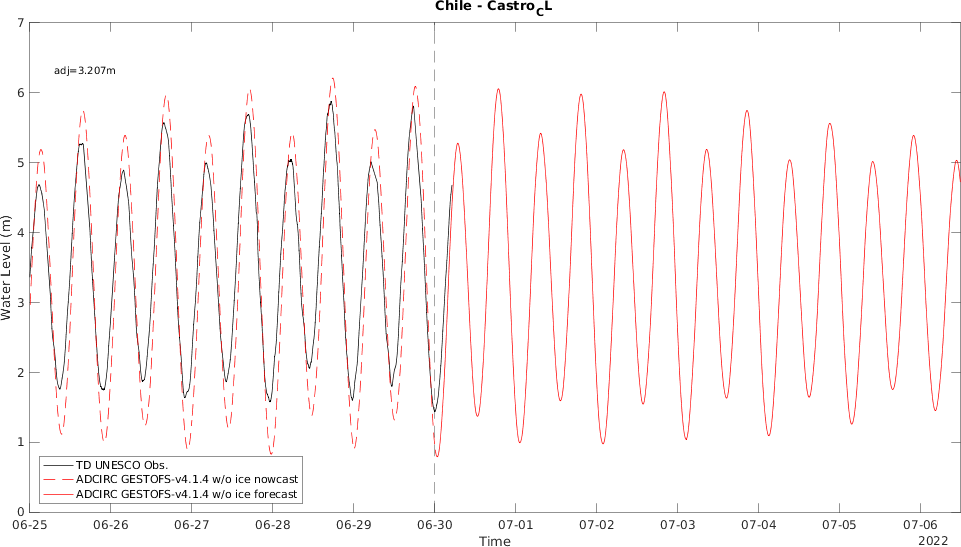 Chile - Castro_CL
7
adj=3.207m
6
5
4
3
2
1
0
Water Level (m)
TD UNESCO Obs.
ADCIRC GESTOFS-v4.1.4 w/o ice nowcast
ADCIRC GESTOFS-v4.1.4 w/o ice forecast
06-25 06-26 06-27 06-28 06-29 06-30 07-01 07-02 07-03 07-04 07-05 07-06
Time
2022